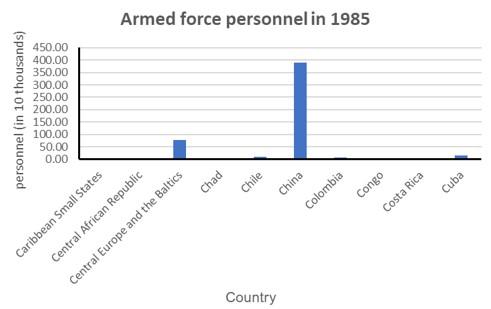 Armed force personnel in 1985
personnel (in 10 thousands)
450.00
400.00
350.00
300.00
250.00
200.00
150.00
100.00
50.00
0.00
Caribbean Small States
Central African Republic
Central Europe and the Baltics
Chad
Chile
China
Colombia
Congo
Costa Rica
Cuba
Country